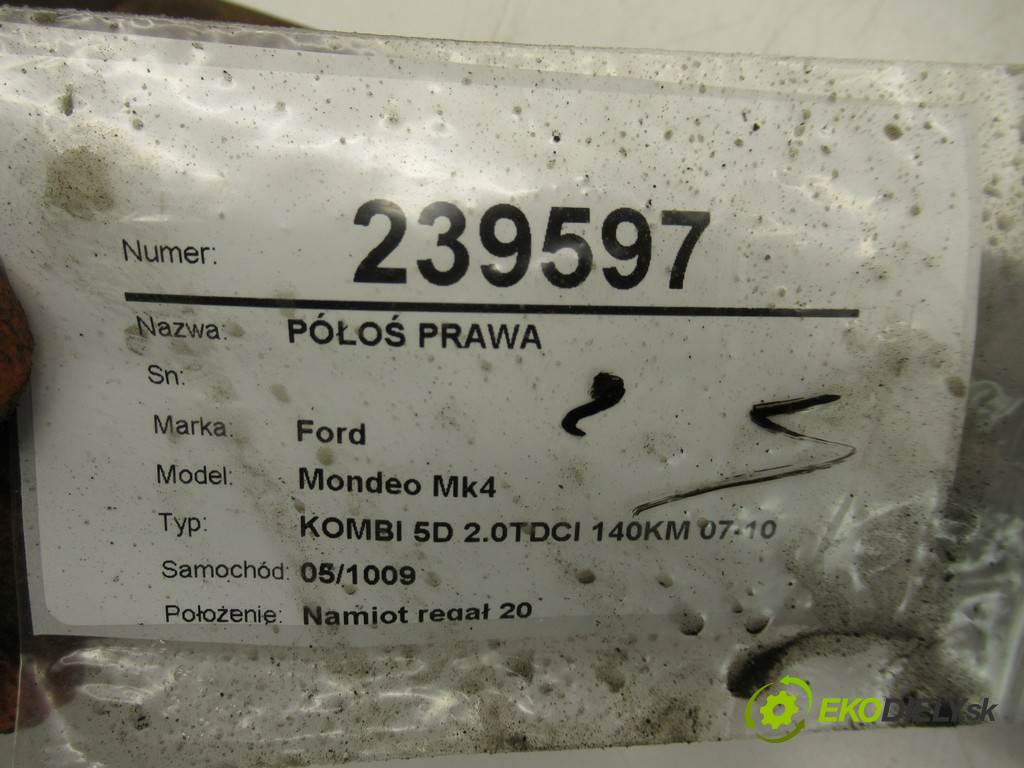 Numer: 239597
Nazwa: PÓŁOŚ PRAWA
Sn:
Marka: Ford
Model: Mondeo Mk4
Typ: KOMBI 5D 2.0TDCI 140KM 07-10
Samochód: 05/1009
Położenie: Namiot regał 20
EKODIELY.sk